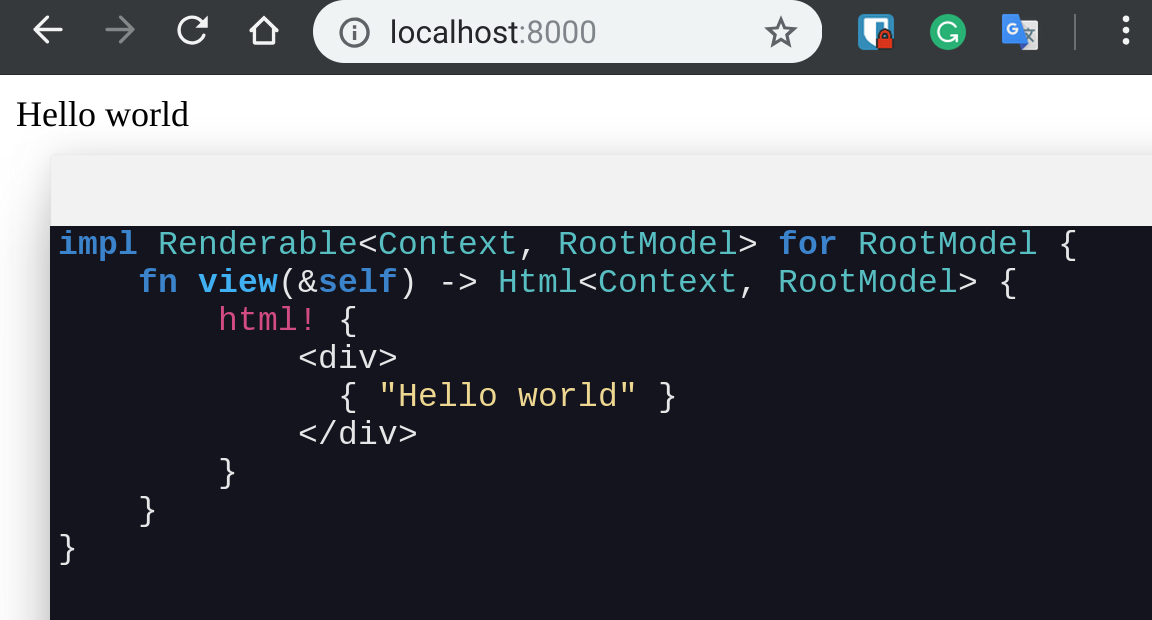 localhost:8000
Hello world
impl Renderable<Context, RootModel> for RootModel {
    fn view(&self) -> Html<Context, RootModel> {
        html! {
            <div>
              { "Hello world" }
            </div>
        }
    }
}